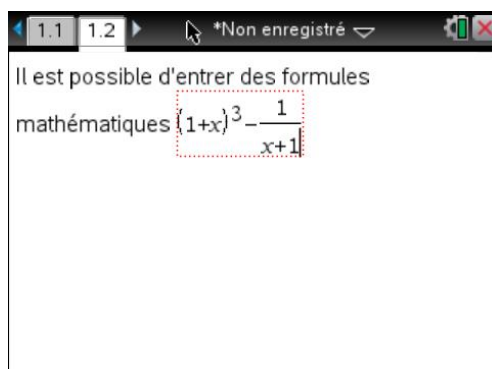 1.1 1.2 *Non enregistré
Il est possible d'entrer des formules
mathématiques (1+x)³−1/(x+1)